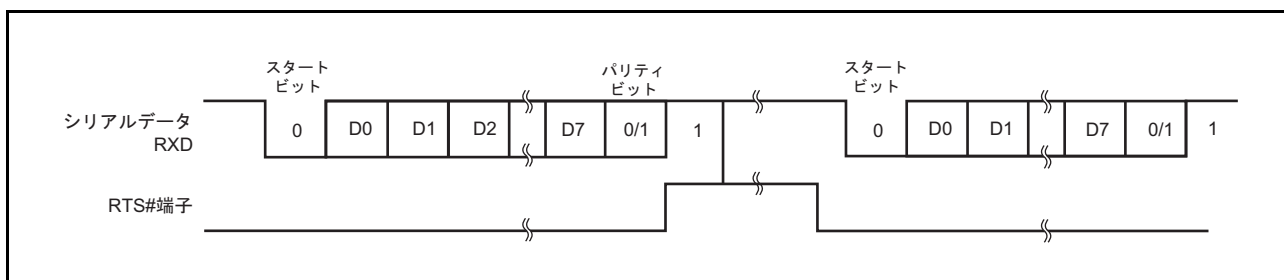 スタート
ビット
パリティ
ビット
スタート
ビット
シリアルデータ
RXD
0 D0 D1 D2 D7 0/1 1 0 D0 D1 D7 0/1 1
RTS#端子